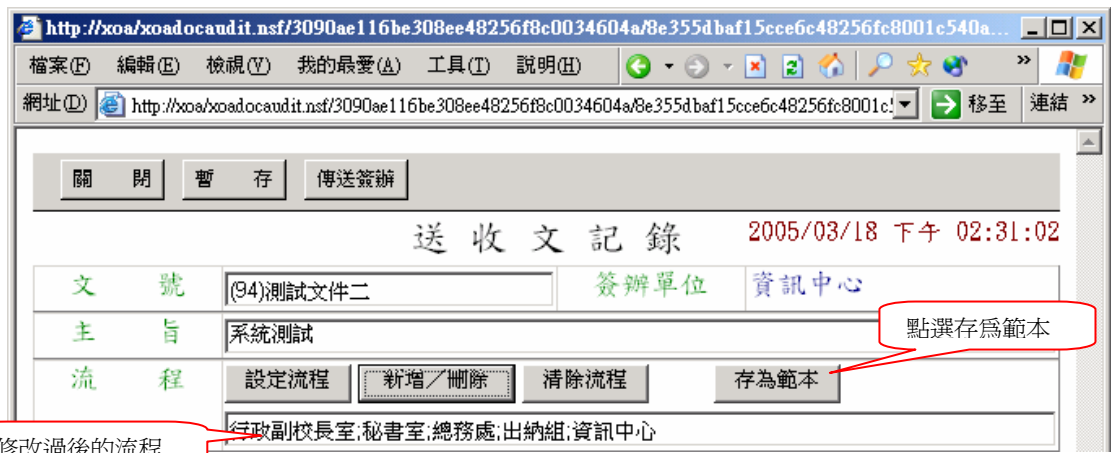 http://xoa/xoadocaudit.nsf/3090ae116be308ee48256f8c0034604a/8e355dbaf15cce6c48256fc8001c540a...
檔案(F) 編輯(E) 檢視(V) 我的最愛(A) 工具(T) 說明(H) »
網址(D) http://xoa/xoadocaudit.nsf/3090ae116be308ee48256f8c0034604a/8e355dbaf15cce6c48256fc8001c 移至 連結 »
關 閉 暫 存 傳送簽辦
送 收 文 記 錄 2005/03/18 下午 02:31:02
文 號 (94)測試文件二 簽辦單位 資訊中心
主 旨 系統測試
點選存爲範本
流 程 設定流程 新增／刪除 清除流程 存為範本
行政副校長室;秘書室;總務處;出納組;資訊中心
修改過後的流程